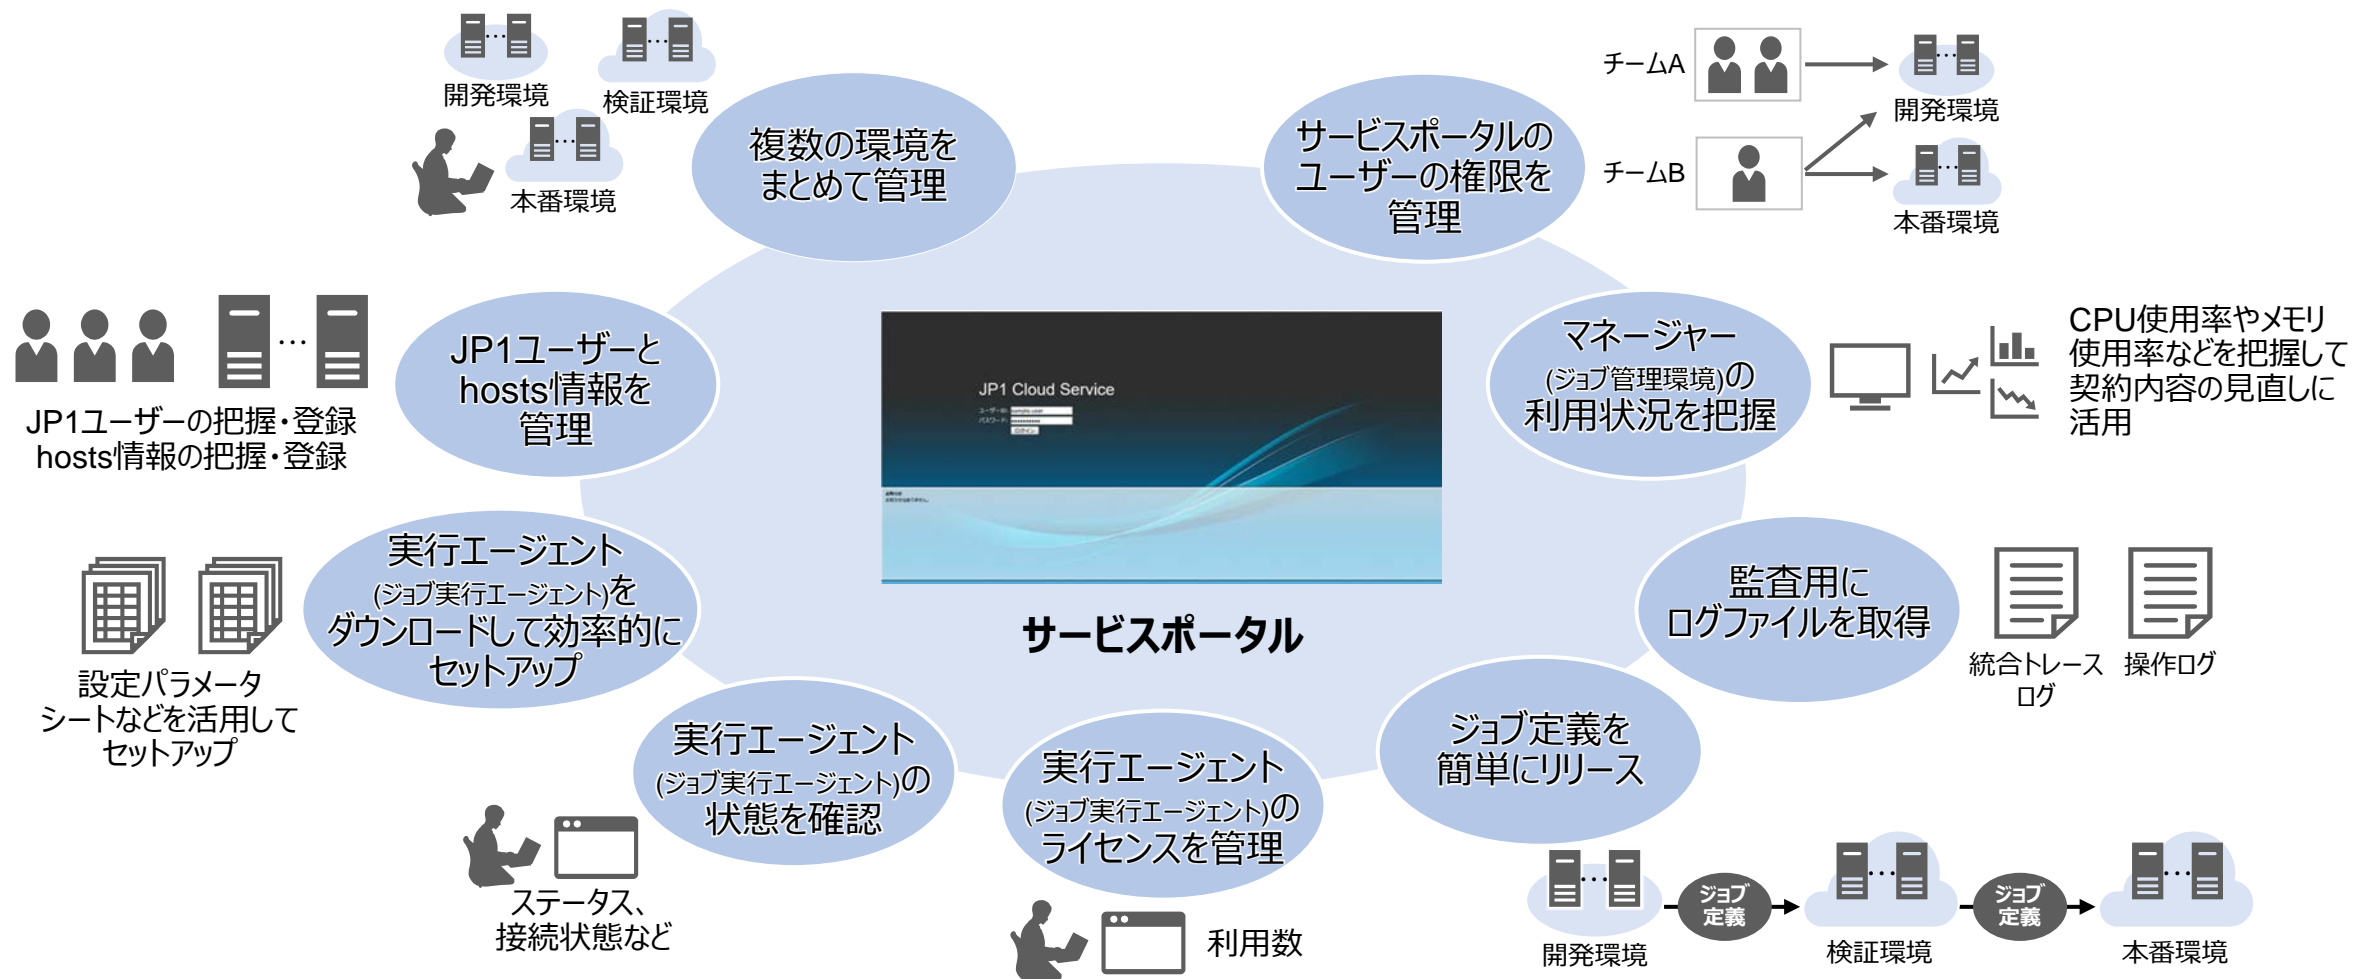 開発環境
検証環境
本番環境
複数の環境を
まとめて管理
サービスポータルの
ユーザーの権限を
管理
チームA
チームB
開発環境
本番環境
JP1ユーザーの把握・登録
hosts情報の把握・登録
JP1ユーザーと
hosts情報を
管理
JP1 Cloud Service
ユーザーID:
sample.user
パスワード:
ログイン
サービスポータル
マネージャー
(ジョブ管理環境)の
利用状況を把握
CPU使用率やメモリ
使用率などを把握して
契約内容の見直しに
活用
設定パラメータ
シートなどを活用して
セットアップ
実行エージェント
(ジョブ実行エージェント)を
ダウンロードして効率的に
セットアップ
監査用に
ログファイルを取得
統合トレース
ログ
操作ログ
実行エージェント
(ジョブ実行エージェント)の
状態を確認
ステータス、
接続状態など
実行エージェント
(ジョブ実行エージェント)の
ライセンスを管理
利用数
ジョブ定義を
簡単にリリース
開発環境
ジョブ
定義
検証環境
ジョブ
定義
本番環境